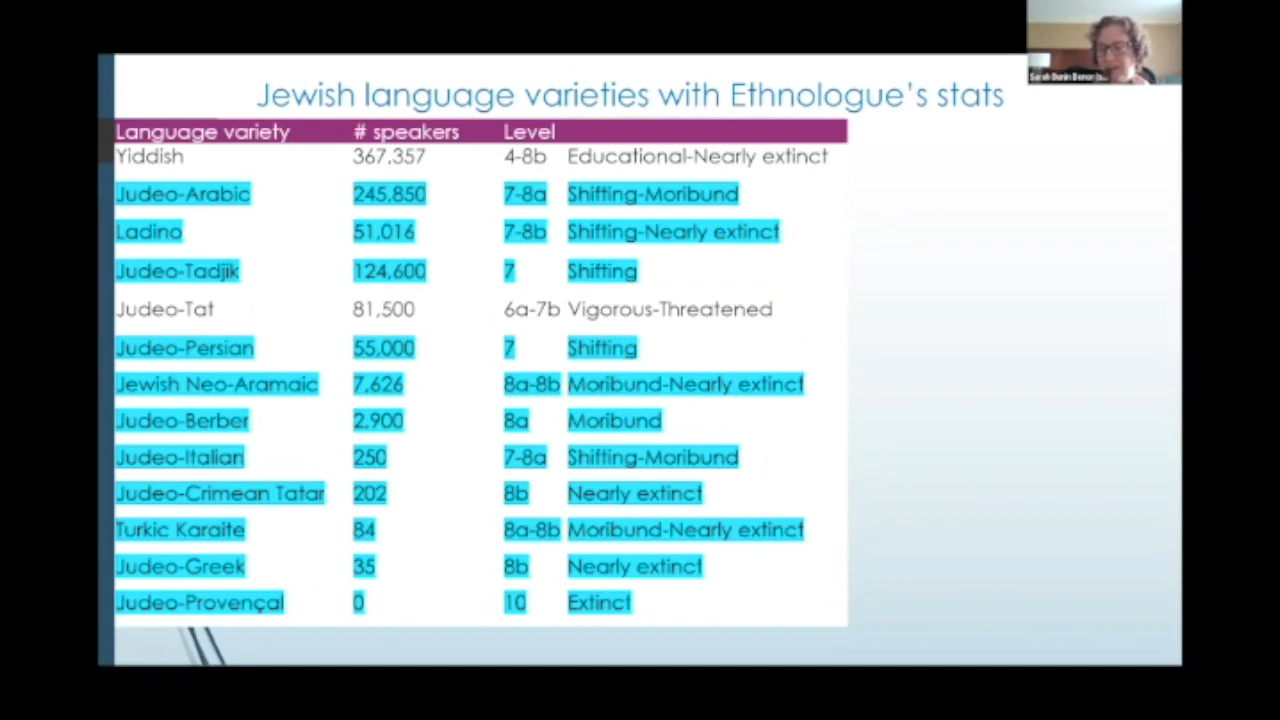 Jewish language varieties with Ethnologue's stats
Language variety # speakers Level
Yiddish 367,357 4-8b Educational-Nearly extinct
Judeo-Arabic 245,850 7-8a Shifting-Moribund
Ladino 51,016 7-8b Shifting-Nearly extinct
Judeo-Tadjik 124,600 7 Shifting
Judeo-Tat 81,500 6a-7b Vigorous-Threatened
Judeo-Persian 55,000 7 Shifting
Jewish Neo-Aramaic 7,626 8a-8b Moribund-Nearly extinct
Judeo-Berber 2,900 8a Moribund
Judeo-Italian 250 7-8a Shifting-Moribund
Judeo-Crimean Tatar 202 8b Nearly extinct
Turkic Karaite 84 8a-8b Moribund-Nearly extinct
Judeo-Greek 35 8b Nearly extinct
Judeo-Provençal 0 10 Extinct
Sarah Bunin Benor